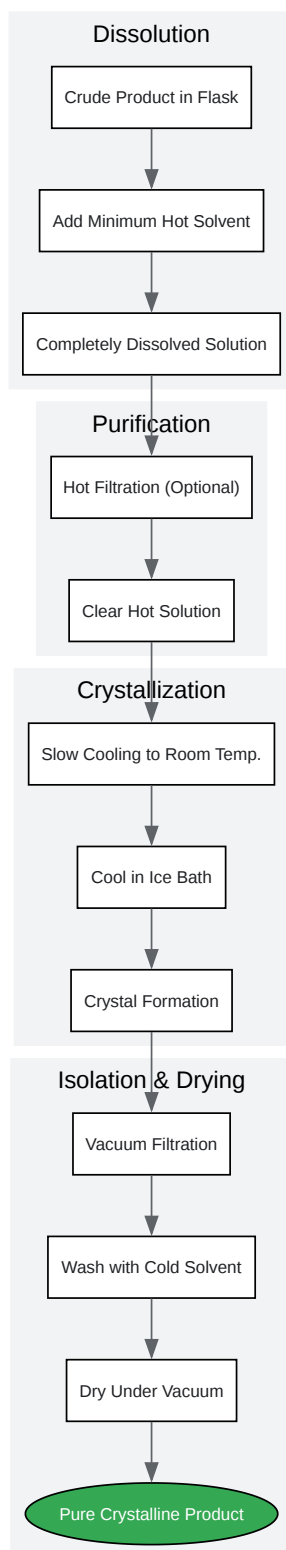 Dissolution
Crude Product in Flask
Add Minimum Hot Solvent
Completely Dissolved Solution
Purification
Hot Filtration (Optional)
Clear Hot Solution
Crystallization
Slow Cooling to Room Temp.
Cool in Ice Bath
Crystal Formation
Isolation & Drying
Vacuum Filtration
Wash with Cold Solvent
Dry Under Vacuum
Pure Crystalline Product